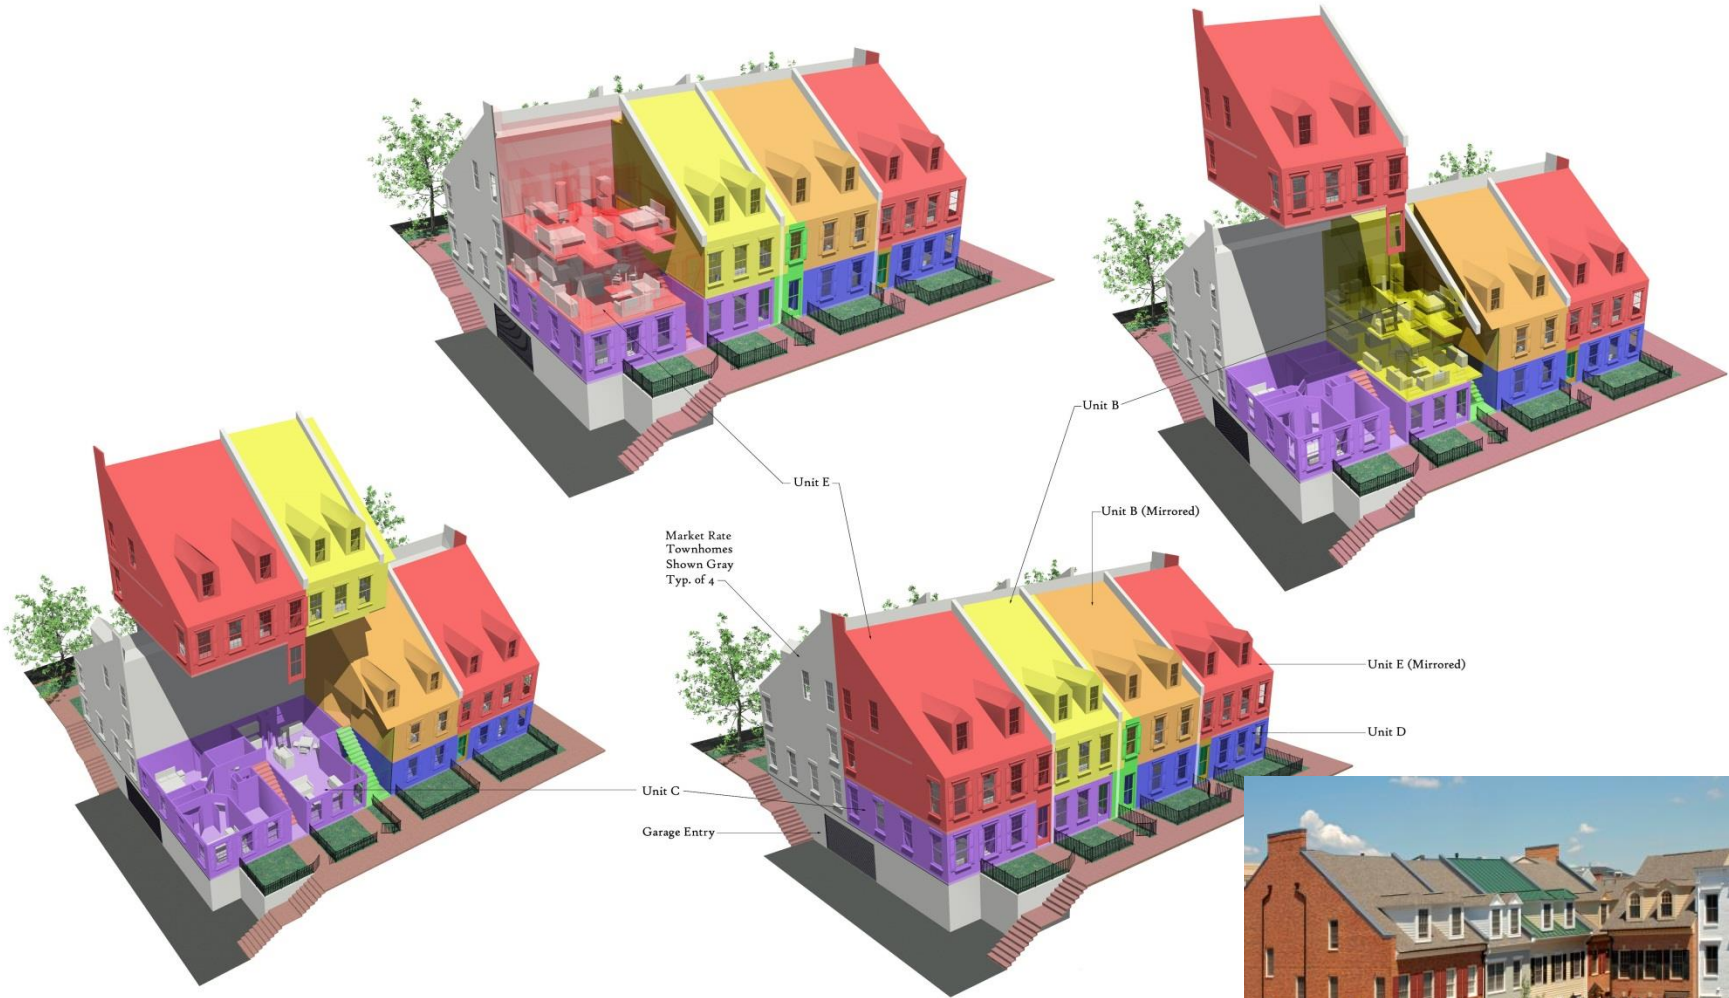 Unit B
Unit E
Unit B (Mirrored)
Market Rate
Townhomes
Shown Gray
Typ. of 4
Unit E (Mirrored)
Unit D
Unit C
Garage Entry